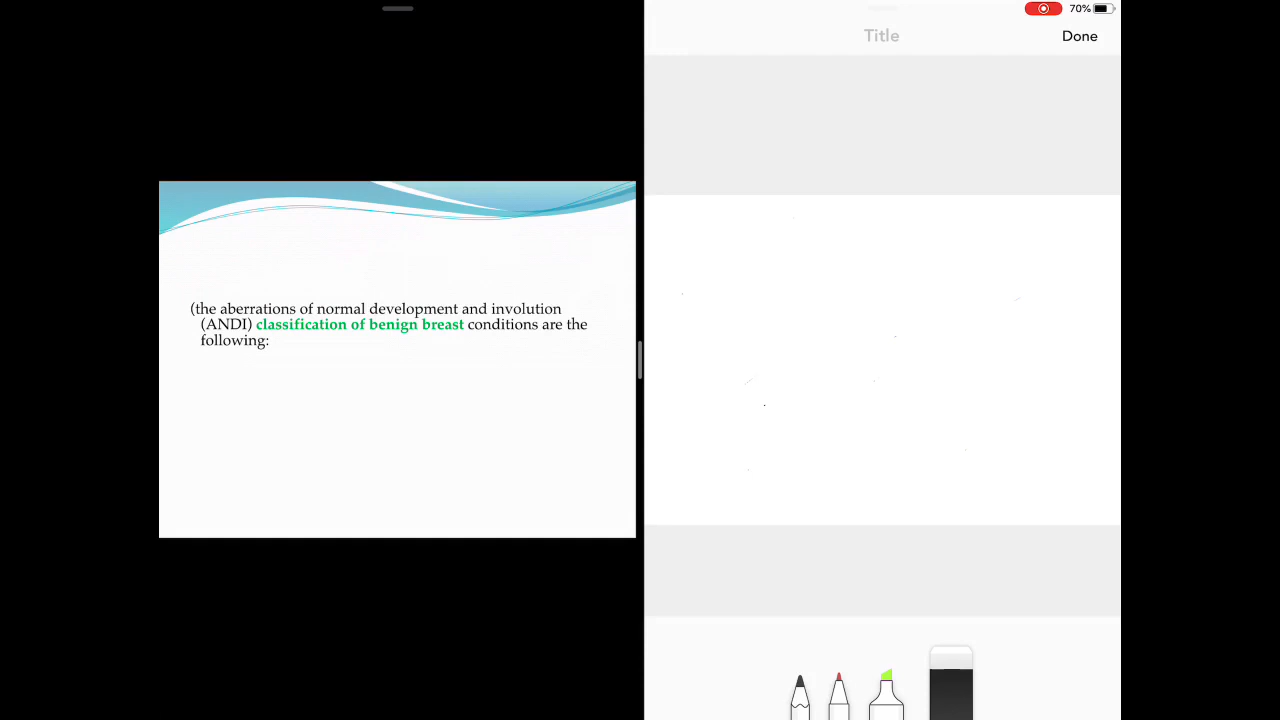 70%
Title
Done
(the aberrations of normal development and involution
(ANDI) classification of benign breast conditions are the
following: